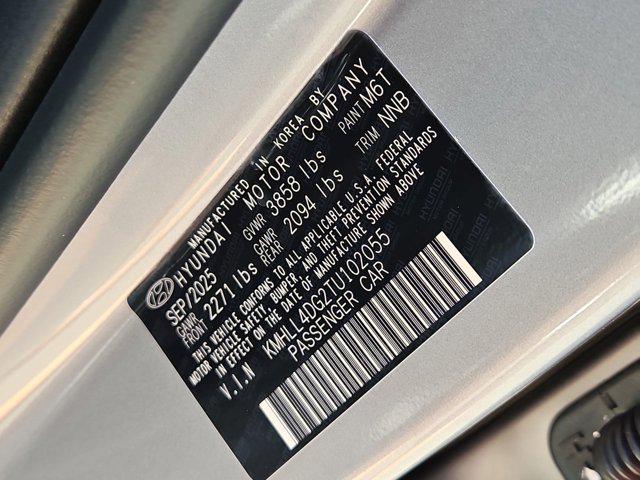 MANUFACTURED IN KOREA BY
HYUNDAI MOTOR COMPANY
SEP/2025 GVWR 3858 lbs PAINT M6T
GAWR FRONT 2271 lbs GAWR REAR 2094 lbs TRIM NNB
THIS VEHICLE CONFORMS TO ALL APPLICABLE U.S.A. FEDERAL
MOTOR VEHICLE SAFETY, BUMPER, AND THEFT PREVENTION STANDARDS
IN EFFECT ON THE DATE OF MANUFACTURE SHOWN ABOVE
V.I.N KMHLL4DG2TU102055
PASSENGER CAR